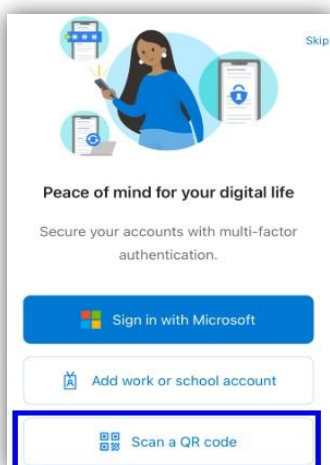 Skip
Peace of mind for your digital life
Secure your accounts with multi-factor
authentication.
Sign in with Microsoft
Add work or school account
Scan a QR code